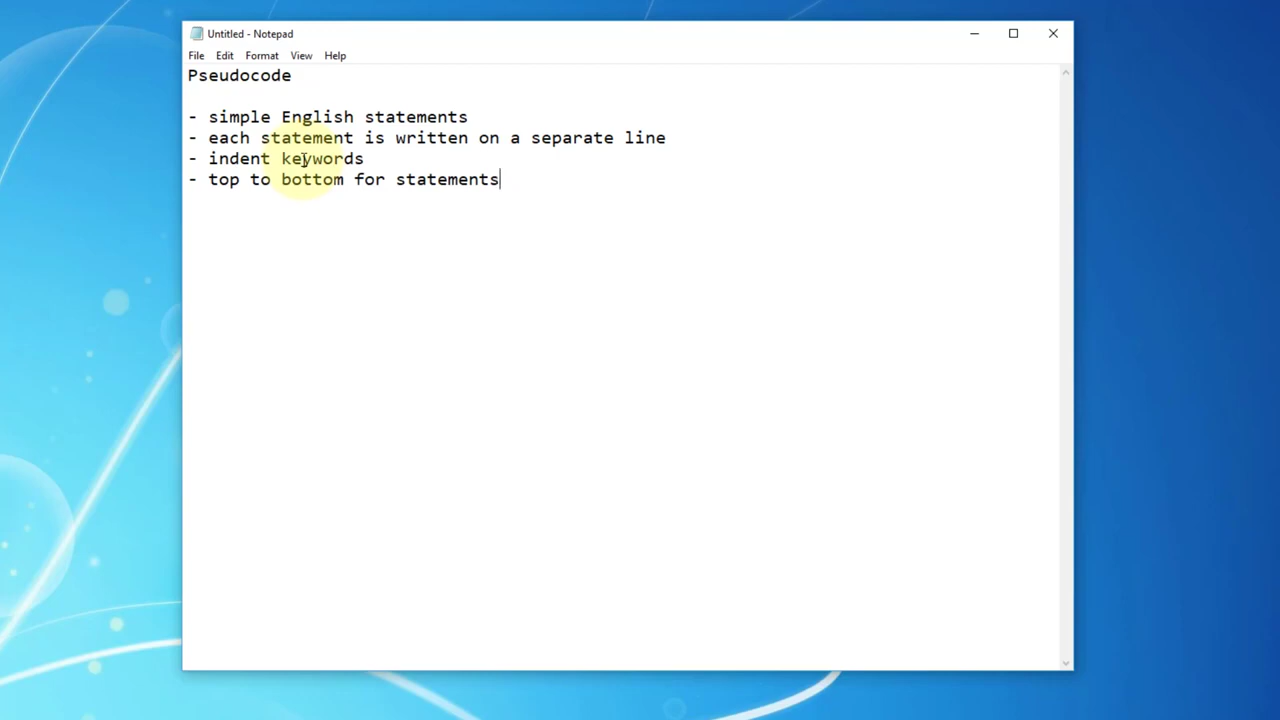 Untitled - Notepad
File Edit Format View Help
Pseudocode
- simple English statements
- each statement is written on a separate line
- indent keywords
- top to bottom for statements